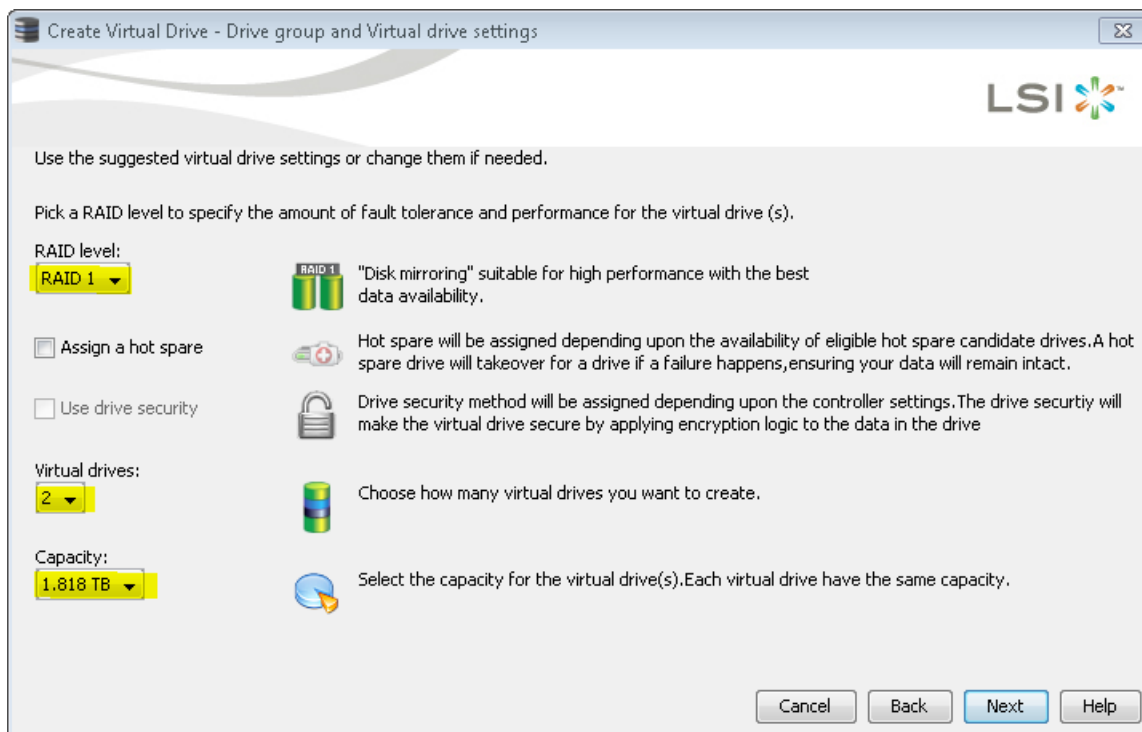 Create Virtual Drive - Drive group and Virtual drive settings
LSI™
Use the suggested virtual drive settings or change them if needed.
Pick a RAID level to specify the amount of fault tolerance and performance for the virtual drive (s).
RAID level:
RAID 1
RAID 1
"Disk mirroring" suitable for high performance with the best
data availability.
Assign a hot spare
Hot spare will be assigned depending upon the availability of eligible hot spare candidate drives.A hot
spare drive will takeover for a drive if a failure happens,ensuring your data will remain intact.
Use drive security
Drive security method will be assigned depending upon the controller settings.The drive securtiy will
make the virtual drive secure by applying encryption logic to the data in the drive
Virtual drives:
2
Choose how many virtual drives you want to create.
Capacity:
1.818 TB
Select the capacity for the virtual drive(s).Each virtual drive have the same capacity.
Cancel
Back
Next
Help